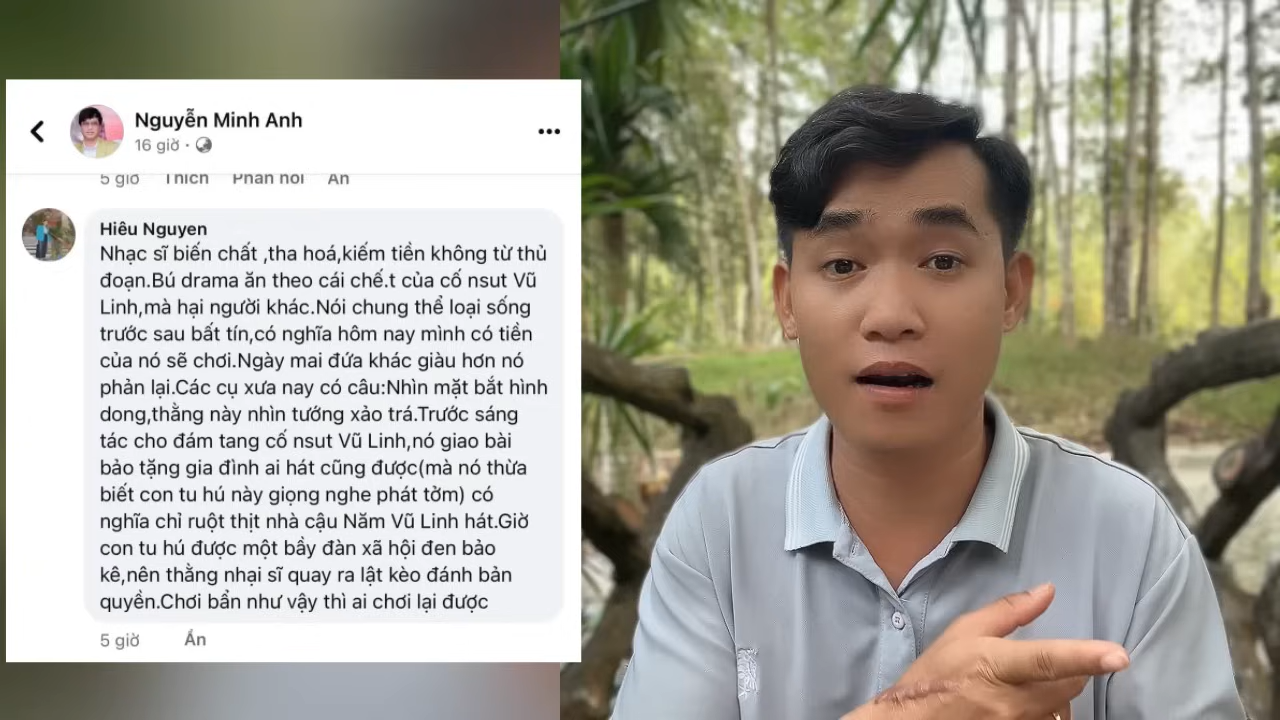 Nguyễn Minh Anh
16 giờ ·
5 giờ Thích Phản hồi Ẩn
Hiêu Nguyen
Nhạc sĩ biến chất ,tha hoá,kiếm tiền không từ thủ
đoạn.Bú drama ăn theo cái chế.t của cố nsut Vũ
Linh,mà hại người khác.Nói chung thể loại sống
trước sau bất tín,có nghĩa hôm nay mình có tiền
của nó sẽ chơi.Ngày mai đứa khác giàu hơn nó
phản lại.Các cụ xưa nay có câu:Nhìn mặt bắt hình
dong,thằng này nhìn tướng xảo trá.Trước sáng
tác cho đám tang cố nsut Vũ Linh,nó giao bài
bảo tặng gia đình ai hát cũng được(mà nó thừa
biết con tu hú này giọng nghe phát tởm) có
nghĩa chỉ ruột thịt nhà cậu Năm Vũ Linh hát.Giờ
con tu hú được một bầy đàn xã hội đen bảo
kê,nên thằng nhại sĩ quay ra lật kèo đánh bản
quyền.Chơi bẩn như vậy thì ai chơi lại được
5 giờ Ẩn